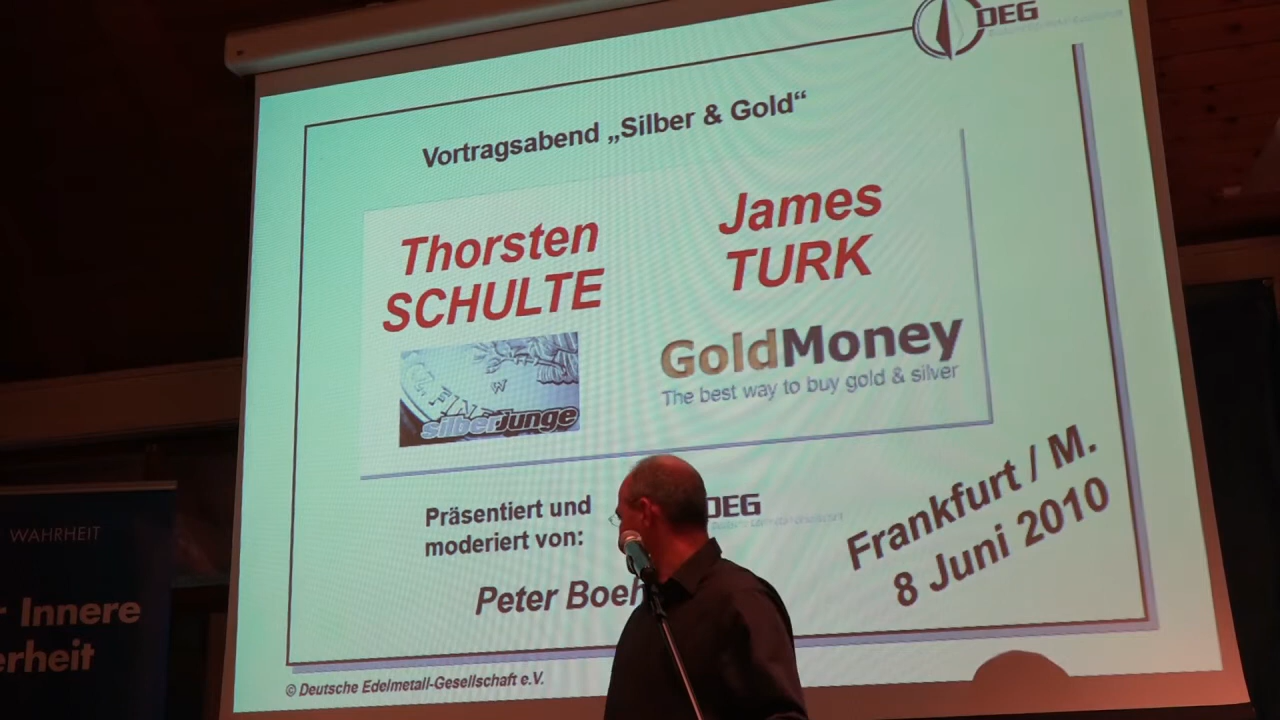 DEG
Vortragsabend „Silber & Gold“
Thorsten
SCHULTE
James
TURK
silberjunge
GoldMoney
The best way to buy gold & silver
Präsentiert und
moderiert von:
DEG
Peter Boeh
Frankfurt / M.
8 Juni 2010
© Deutsche Edelmetall-Gesellschaft e.V.
WAHRHEIT
r Innere
erheit